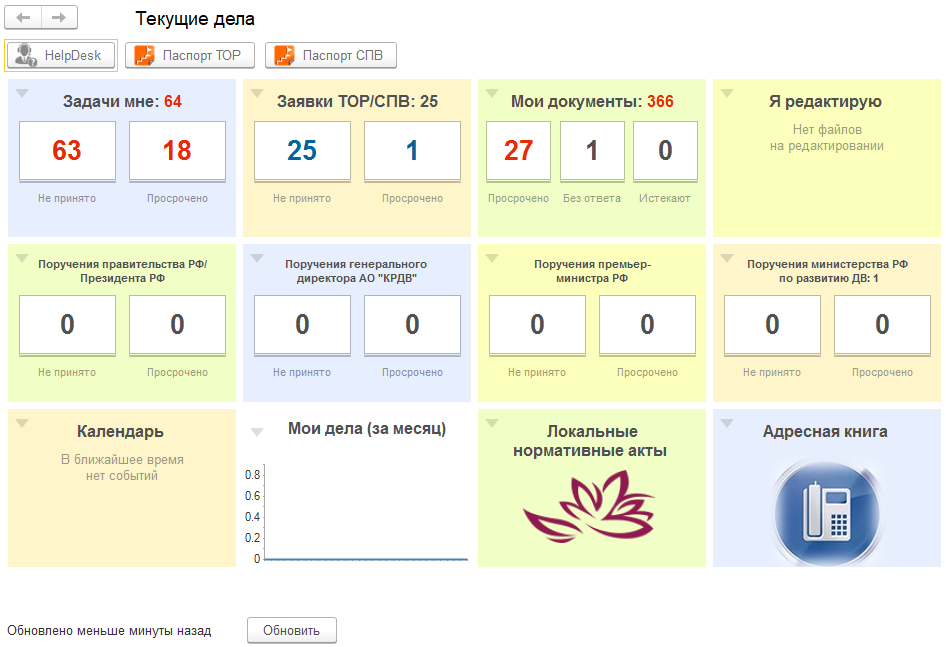 Текущие дела
HelpDesk
Паспорт ТОР
Паспорт СПВ
Задачи мне: 64
63
18
Не принято
Просрочено
Заявки ТОР/СПВ: 25
25
1
Не принято
Просрочено
Мои документы: 366
27
1
0
Просрочено
Без ответа
Истекают
Я редактирую
Нет файлов
на редактировании
Поручения правительства РФ/
Президента РФ
0
0
Не принято
Просрочено
Поручения генерального
директора АО "КРДВ"
0
0
Не принято
Просрочено
Поручения премьер-
министра РФ
0
0
Не принято
Просрочено
Поручения министерства РФ
по развитию ДВ: 1
0
0
Не принято
Просрочено
Календарь
В ближайшее время
нет событий
Мои дела (за месяц)
0.8
0.6
0.4
0.2
0
Локальные
нормативные акты
Адресная книга
Обновлено меньше минуты назад
Обновить